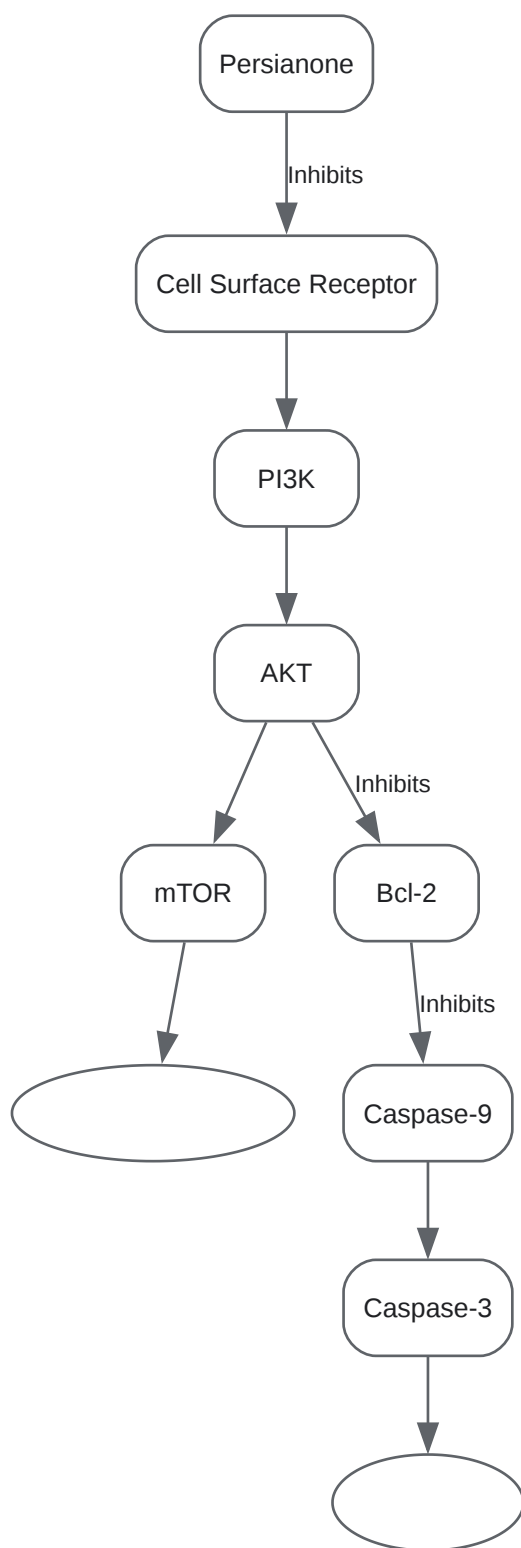 Persianone
Inhibits
Cell Surface Receptor
PI3K
AKT
Inhibits
mTOR
Bcl-2
Inhibits
Caspase-9
Caspase-3